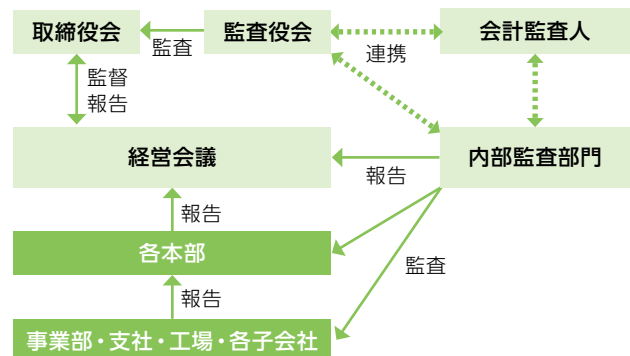 取締役会
監査
監査役会
連携
会計監査人
監督
報告
経営会議
報告
内部監査部門
報告
各本部
監査
報告
事業部・支社・工場・各子会社